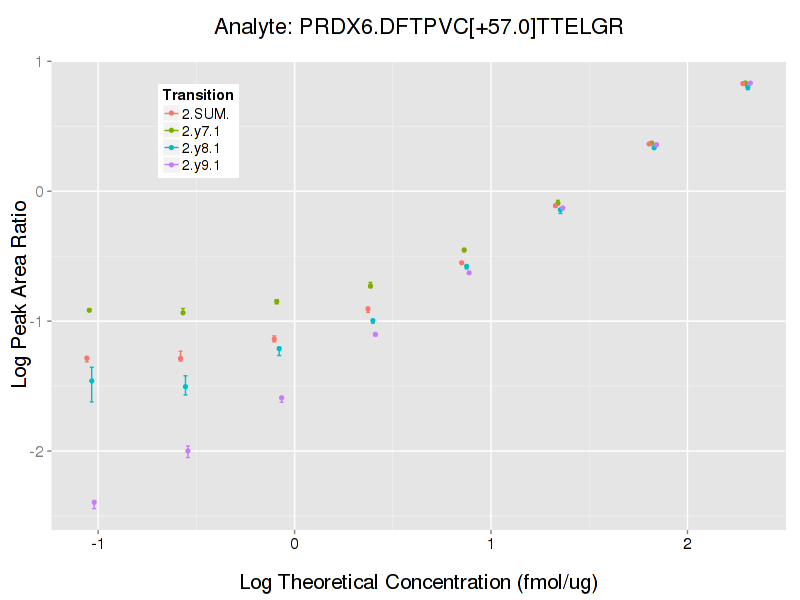 Analyte: PRDX6.DFTPVC[+57.0]TTELGR
Log Peak Area Ratio
1
0
-1
-2
Transition
2.SUM.
2.y7.1
2.y8.1
2.y9.1
-1
0
1
2
Log Theoretical Concentration (fmol/ug)